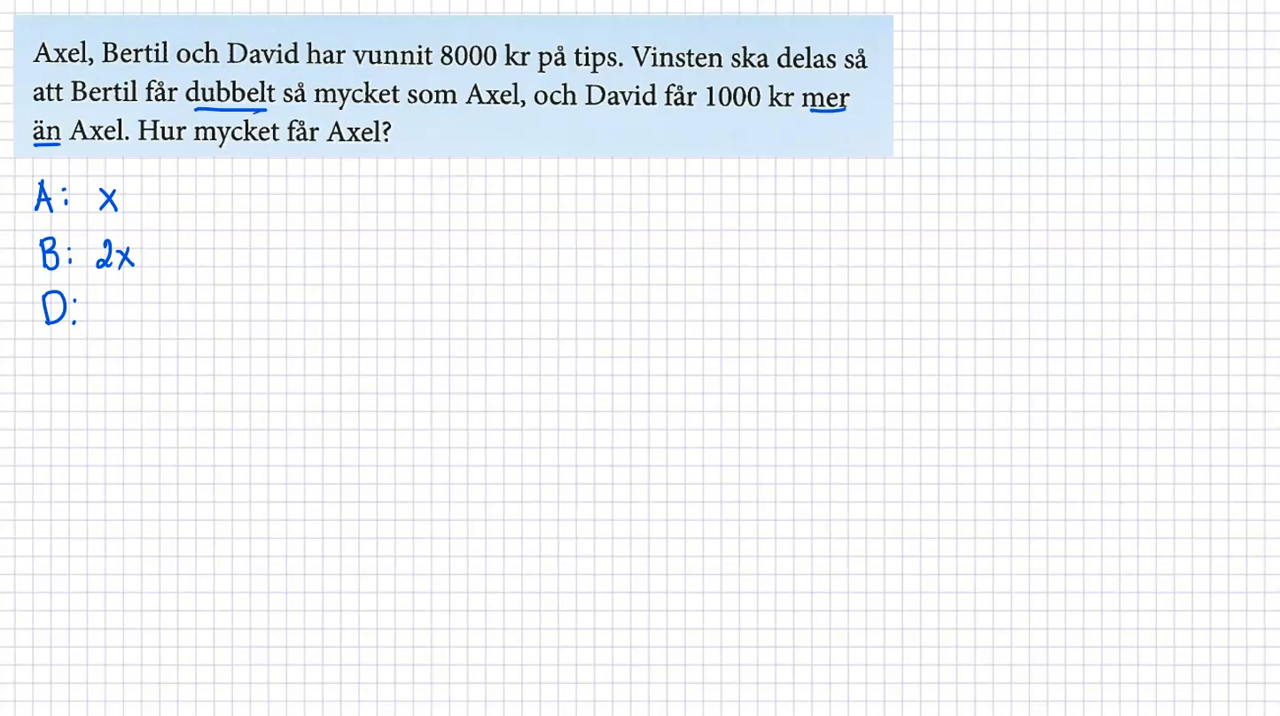 Axel, Bertil och David har vunnit 8000 kr på tips. Vinsten ska delas så
att Bertil får dubbelt så mycket som Axel, och David får 1000 kr mer
än Axel. Hur mycket får Axel?
A: x
B: 2x
D: